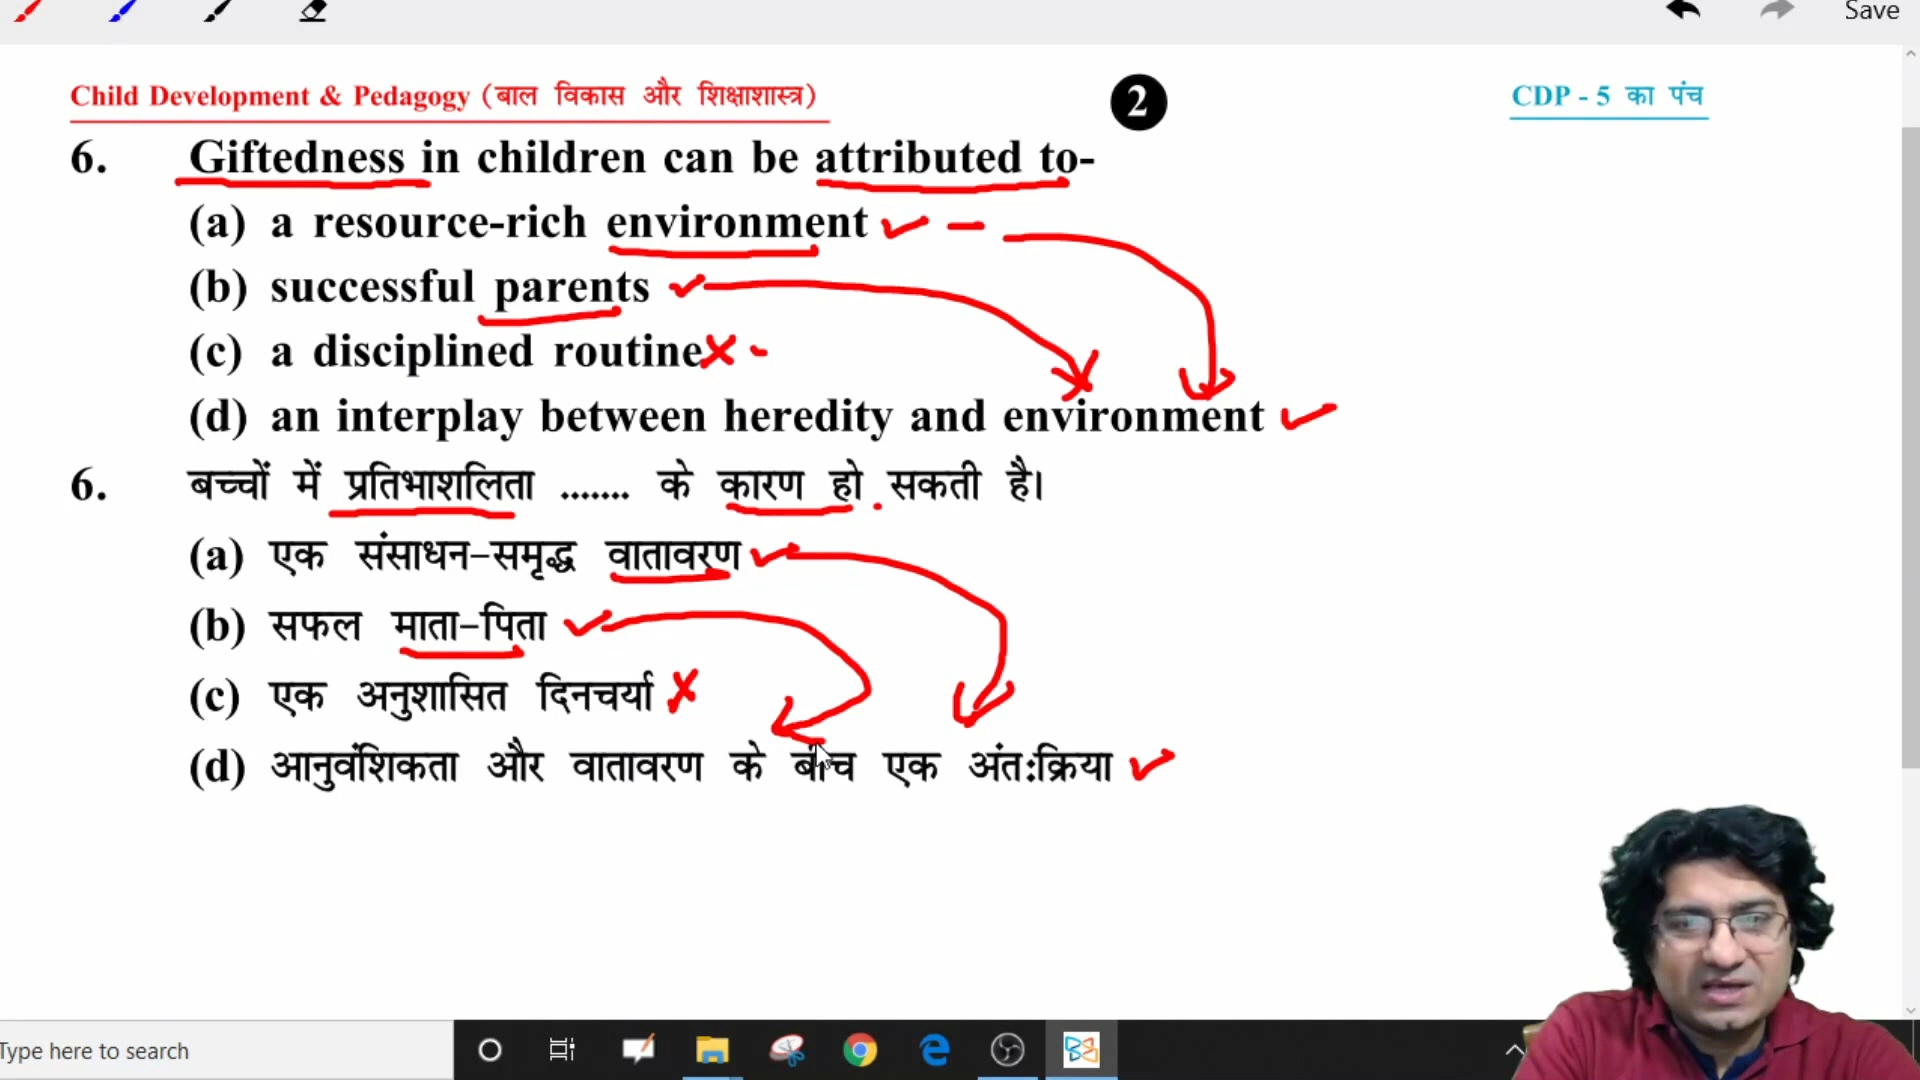 Save
Child Development & Pedagogy (बाल विकास और शिक्षाशास्त्र)
2
CDP - 5 का पंच
6. Giftedness in children can be attributed to-
(a) a resource-rich environment
(b) successful parents
(c) a disciplined routine
(d) an interplay between heredity and environment
6. बच्चों में प्रतिभाशलिता ....... के कारण हो सकती है।
(a) एक संसाधन-समृद्ध वातावरण
(b) सफल माता-पिता
(c) एक अनुशासित दिनचर्या
(d) आनुवंशिकता और वातावरण के बीच एक अंत:क्रिया
Type here to search